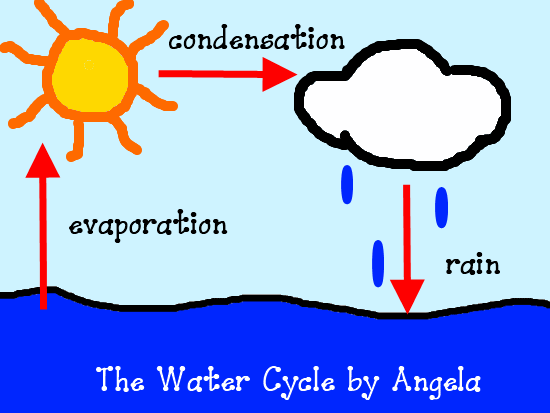 condensation
evaporation
rain
The Water Cycle by Angela